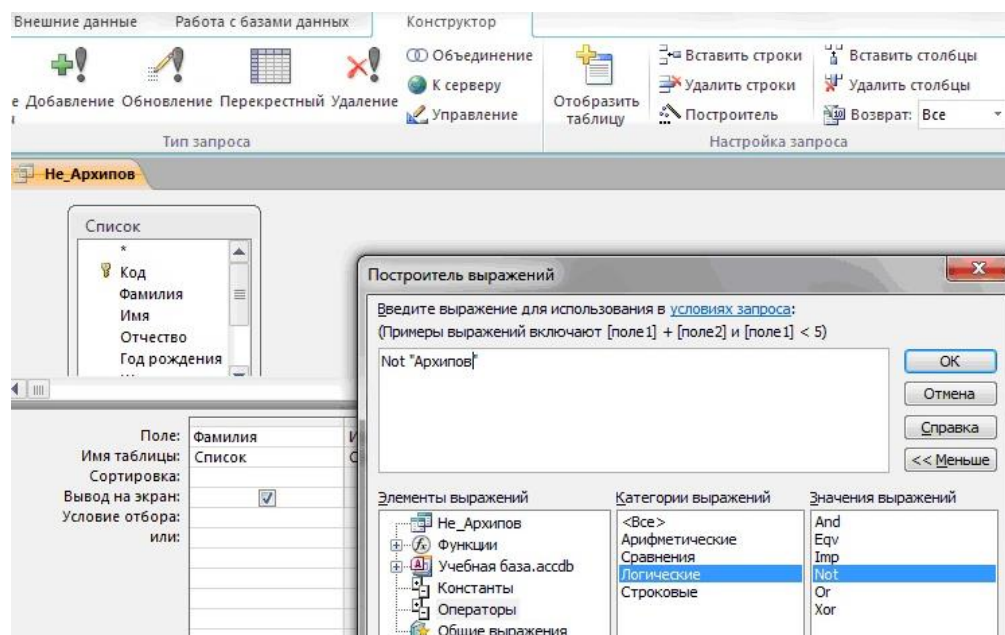 Внешние данные Работа с базами данных Конструктор
Объединение Вставить строки Вставить столбцы
К серверу Удалить строки Удалить столбцы
е Добавление Обновление Перекрестный Удаление Управление Отобразить таблицу Построитель Возврат: Все
Тип запроса Настройка запроса
Не_Архипов
Список
*
Код
Фамилия
Имя
Отчество
Год рождения
Построитель выражений
Введите выражение для использования в условиях запроса:
(Примеры выражений включают [поле1] + [поле2] и [поле1] < 5)
Not "Архипов"
ОК
Отмена
Справка
<< Меньше
Поле: Фамилия И
Имя таблицы: Список С
Сортировка:
Вывод на экран:
Условие отбора:
или:
Элементы выражений Категории выражений Значения выражений
Не_Архипов <Все> And
Функции Арифметические Eqv
Учебная база.accdb Сравнения Imp
Константы Логические Not
Операторы Строковые Or
Общие выражения Xor